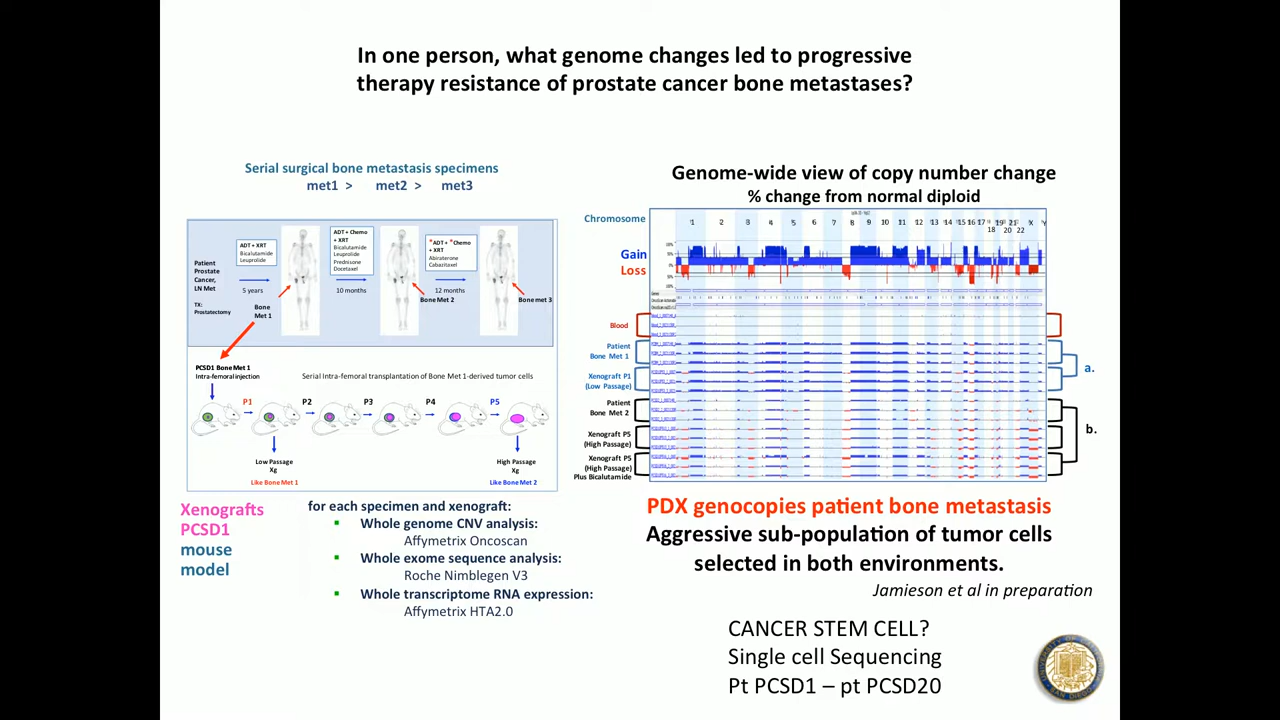 In one person, what genome changes led to progressive
therapy resistance of prostate cancer bone metastases?
Serial surgical bone metastasis specimens
met1 > met2 > met3
Patient
Prostate
Cancer,
LN Met
TX:
Prostatectomy
ADT + XRT
Bicalutamide
Leuprolide
5 years
Bone
Met 1
ADT + Chemo
+ XRT
Bicalutamide
Leuprolide
Prednisone
Docetaxel
10 months
Bone Met 2
*ADT + *Chemo
+ XRT
Abiraterone
Cabazitaxel
12 months
Bone met 3
PCSD1 Bone Met 1
Intra-femoral injection
Serial Intra-femoral transplantation of Bone Met 1-derived tumor cells
P1 P2 P3 P4 P5
Low Passage
Xg
Like Bone Met 1
High Passage
Xg
Like Bone Met 2
Xenografts
PCSD1
mouse
model
for each specimen and xenograft:
Whole genome CNV analysis:
Affymetrix Oncoscan
Whole exome sequence analysis:
Roche Nimblegen V3
Whole transcriptome RNA expression:
Affymetrix HTA2.0
Genome-wide view of copy number change
% change from normal diploid
Chromosome
1 2 3 4 5 6 7 8 9 10 11 12 13 14 15 16 17 18 19 20 21 22 X Y
Gain
Loss
Blood
Patient
Bone Met 1
Xenograft P1
(Low Passage)
a.
Patient
Bone Met 2
Xenograft P5
(High Passage)
Xenograft P5
(High Passage)
Plus Bicalutamide
b.
PDX genocopies patient bone metastasis
Aggressive sub-population of tumor cells
selected in both environments.
Jamieson et al in preparation
CANCER STEM CELL?
Single cell Sequencing
Pt PCSD1 – pt PCSD20